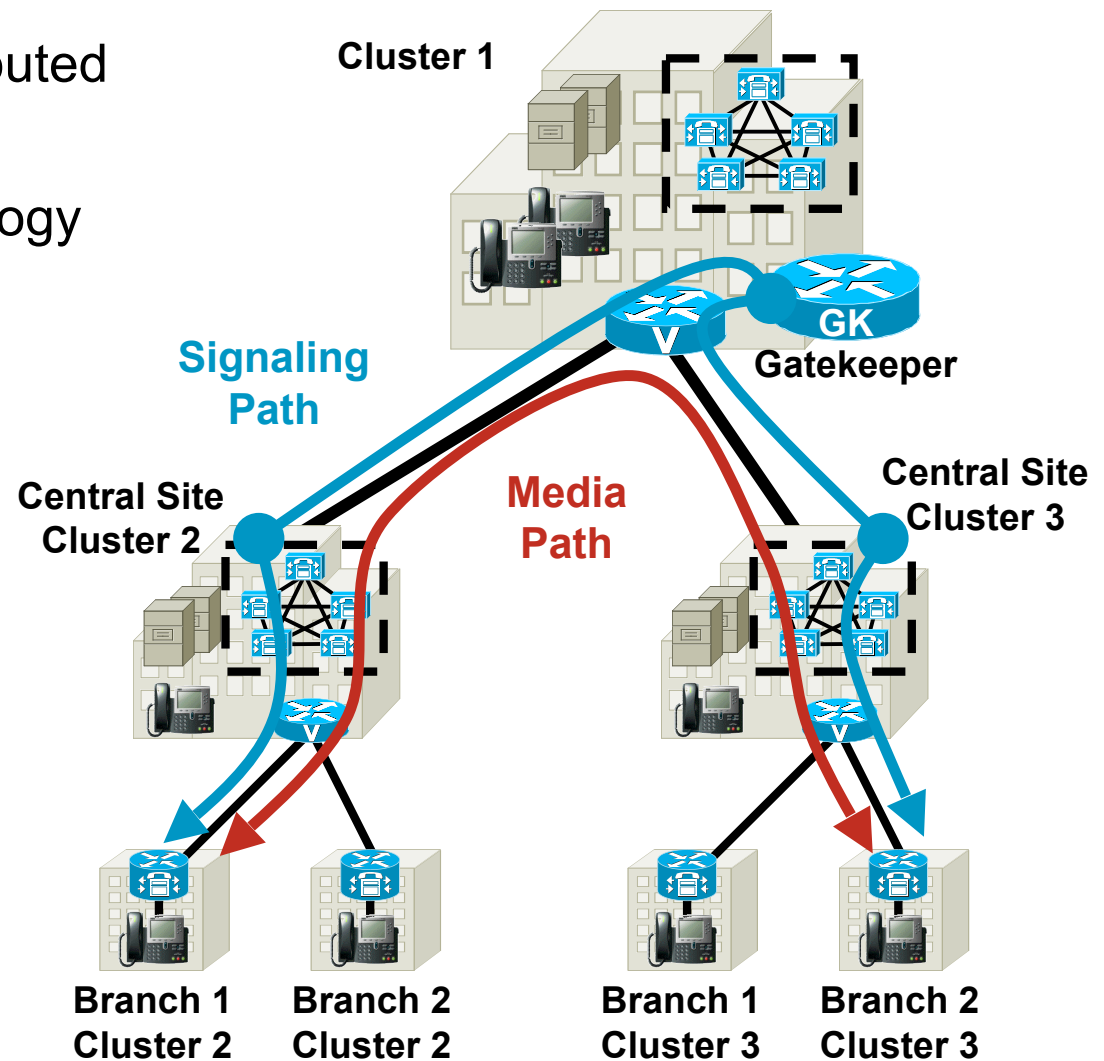 outed
ogy
Cluster 1
V
GK
Gatekeeper
Signaling
Path
Media
Path
Central Site
Cluster 2
Central Site
Cluster 3
V
V
Branch 1
Cluster 2
Branch 2
Cluster 2
Branch 1
Cluster 3
Branch 2
Cluster 3